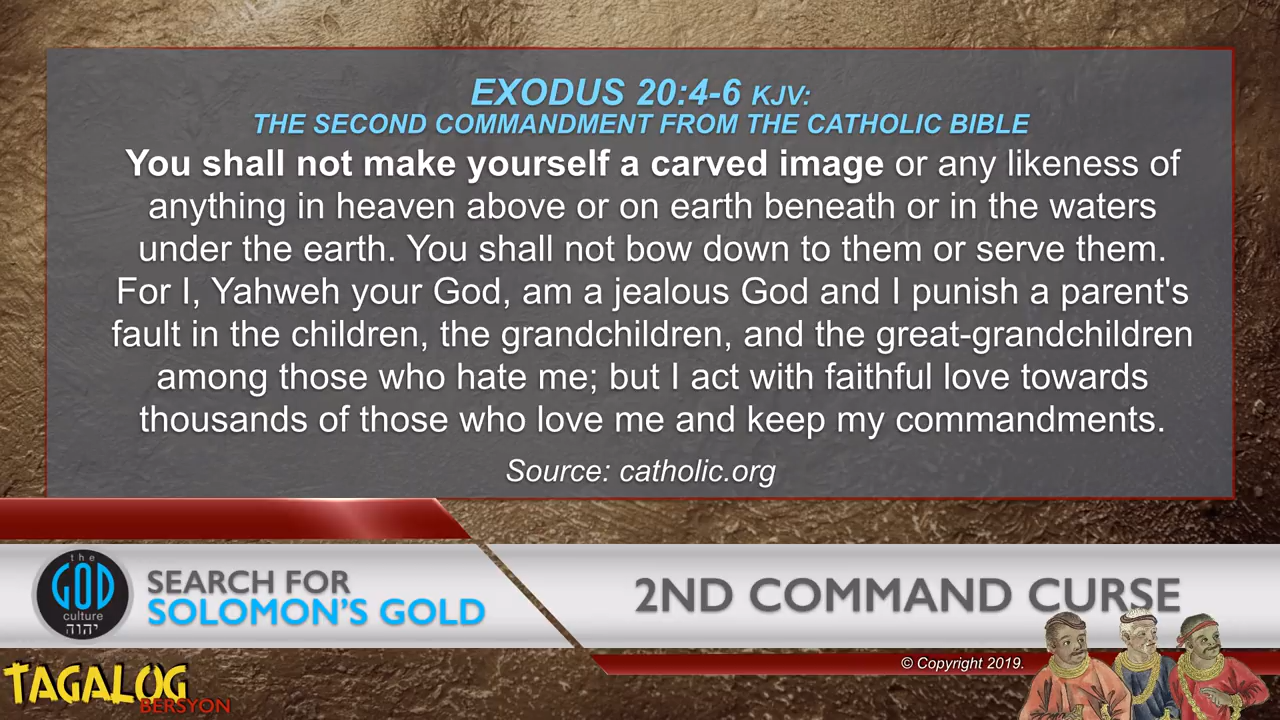 EXODUS 20:4-6 KJV:
THE SECOND COMMANDMENT FROM THE CATHOLIC BIBLE
You shall not make yourself a carved image or any likeness of
anything in heaven above or on earth beneath or in the waters
under the earth. You shall not bow down to them or serve them.
For I, Yahweh your God, am a jealous God and I punish a parent's
fault in the children, the grandchildren, and the great-grandchildren
among those who hate me; but I act with faithful love towards
thousands of those who love me and keep my commandments.
Source: catholic.org
the
GOD
culture
יהוה
SEARCH FOR
SOLOMON'S GOLD
2ND COMMAND CURSE
© Copyright 2019.
TAGALOG
BERSYON